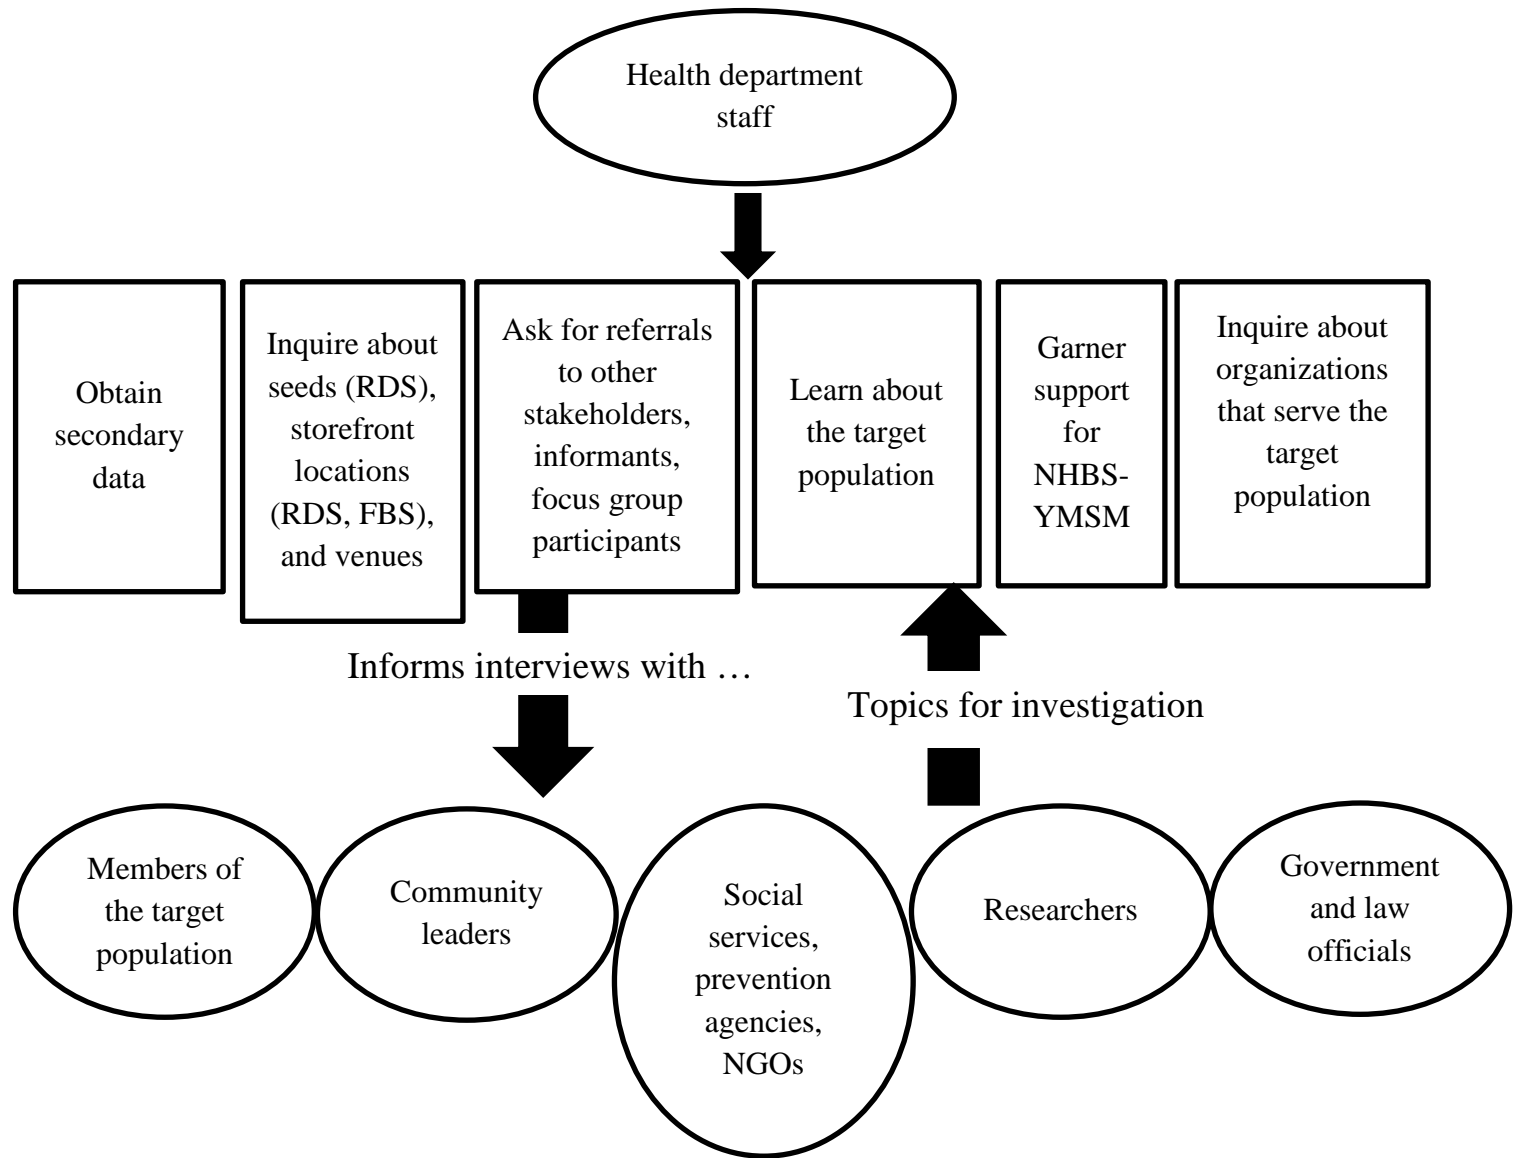 Health department
staff
Obtain
secondary
data
Inquire about
seeds (RDS),
storefront
locations
(RDS, FBS),
and venues
Ask for referrals
to other
stakeholders,
informants,
focus group
participants
Learn about
the target
population
Garner
support
for
NHBS-
YMSM
Inquire about
organizations
that serve the
target
population
Informs interviews with …
Topics for investigation
Members of
the target
population
Community
leaders
Social
services,
prevention
agencies,
NGOs
Researchers
Government
and law
officials